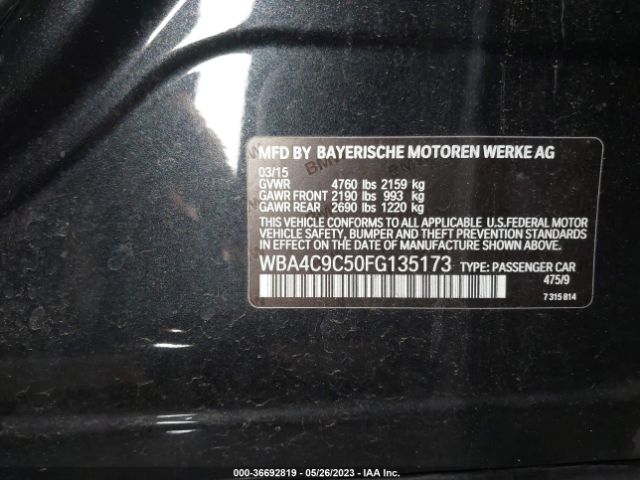 MFD BY BAYERISCHE MOTOREN WERKE AG
03/15
GVWR 4760 lbs 2159 kg
GAWR FRONT 2190 lbs 993 kg
GAWR REAR 2690 lbs 1220 kg
THIS VEHICLE CONFORMS TO ALL APPLICABLE U.S.FEDERAL MOTOR
VEHICLE SAFETY, BUMPER AND THEFT PREVENTION STANDARDS
IN EFFECT ON THE DATE OF MANUFACTURE SHOWN ABOVE.
WBA4C9C50FG135173 TYPE: PASSENGER CAR
475/9
7 315 814
000-36692819 - 05/26/2023 - IAA Inc.